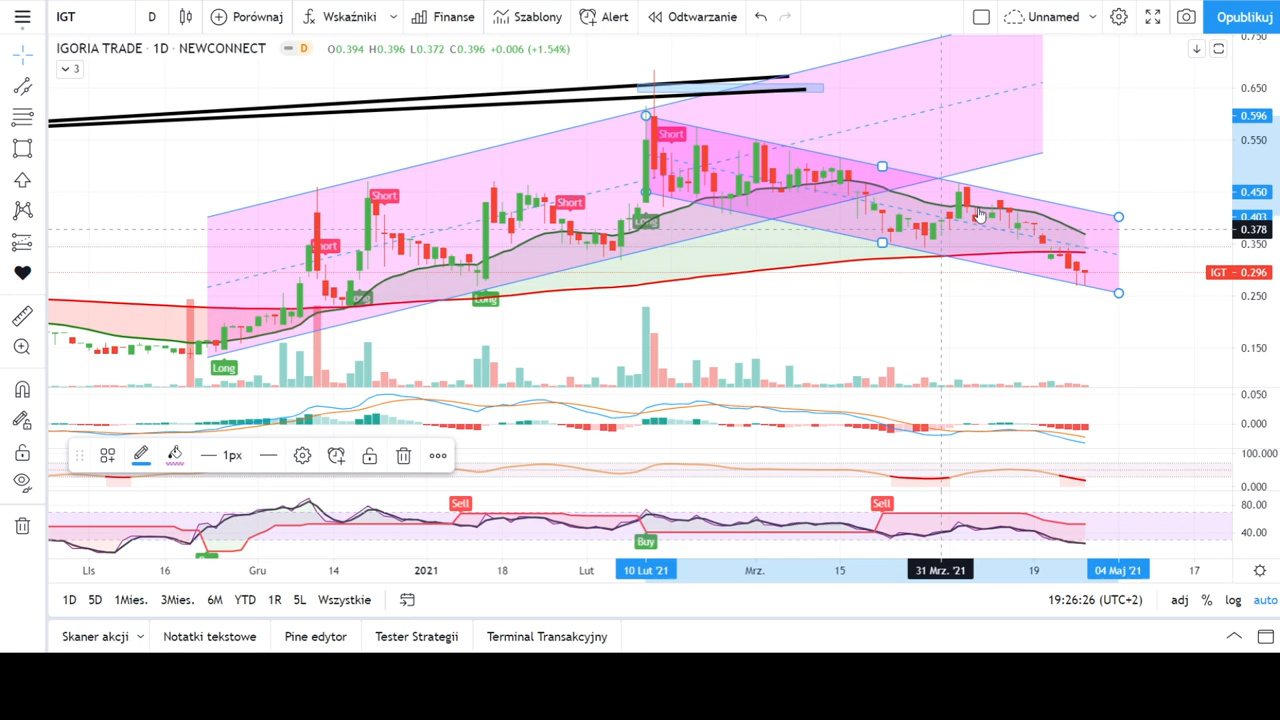 IGT D Porównaj Wskaźniki Finanse Szablony Alert Odtwarzanie Unnamed Opublikuj
IGORIA TRADE · 1D · NEWCONNECT D O0.394 H0.396 L0.372 C0.396 +0.006 (+1.54%)
3
0.750
0.650
0.596
0.550
0.450
0.403
0.378
0.350
IGT 0.296
0.250
0.150
Short
Short
Short
Short
Long
Long
Long
0.050
0.000
1px
100.000
0.000
Sell
Sell
80.00
40.00
Buy
LIs 16 Gru 14 2021 18 Lut 10 Lut '21 Mrz. 15 31 Mrz. '21 19 04 Maj '21 17
1D 5D 1Mies. 3Mies. 6M YTD 1R 5L Wszystkie 19:26:26 (UTC+2) adj % log auto
Skaner akcji Notatki tekstowe Pine edytor Tester Strategii Terminal Transakcyjny